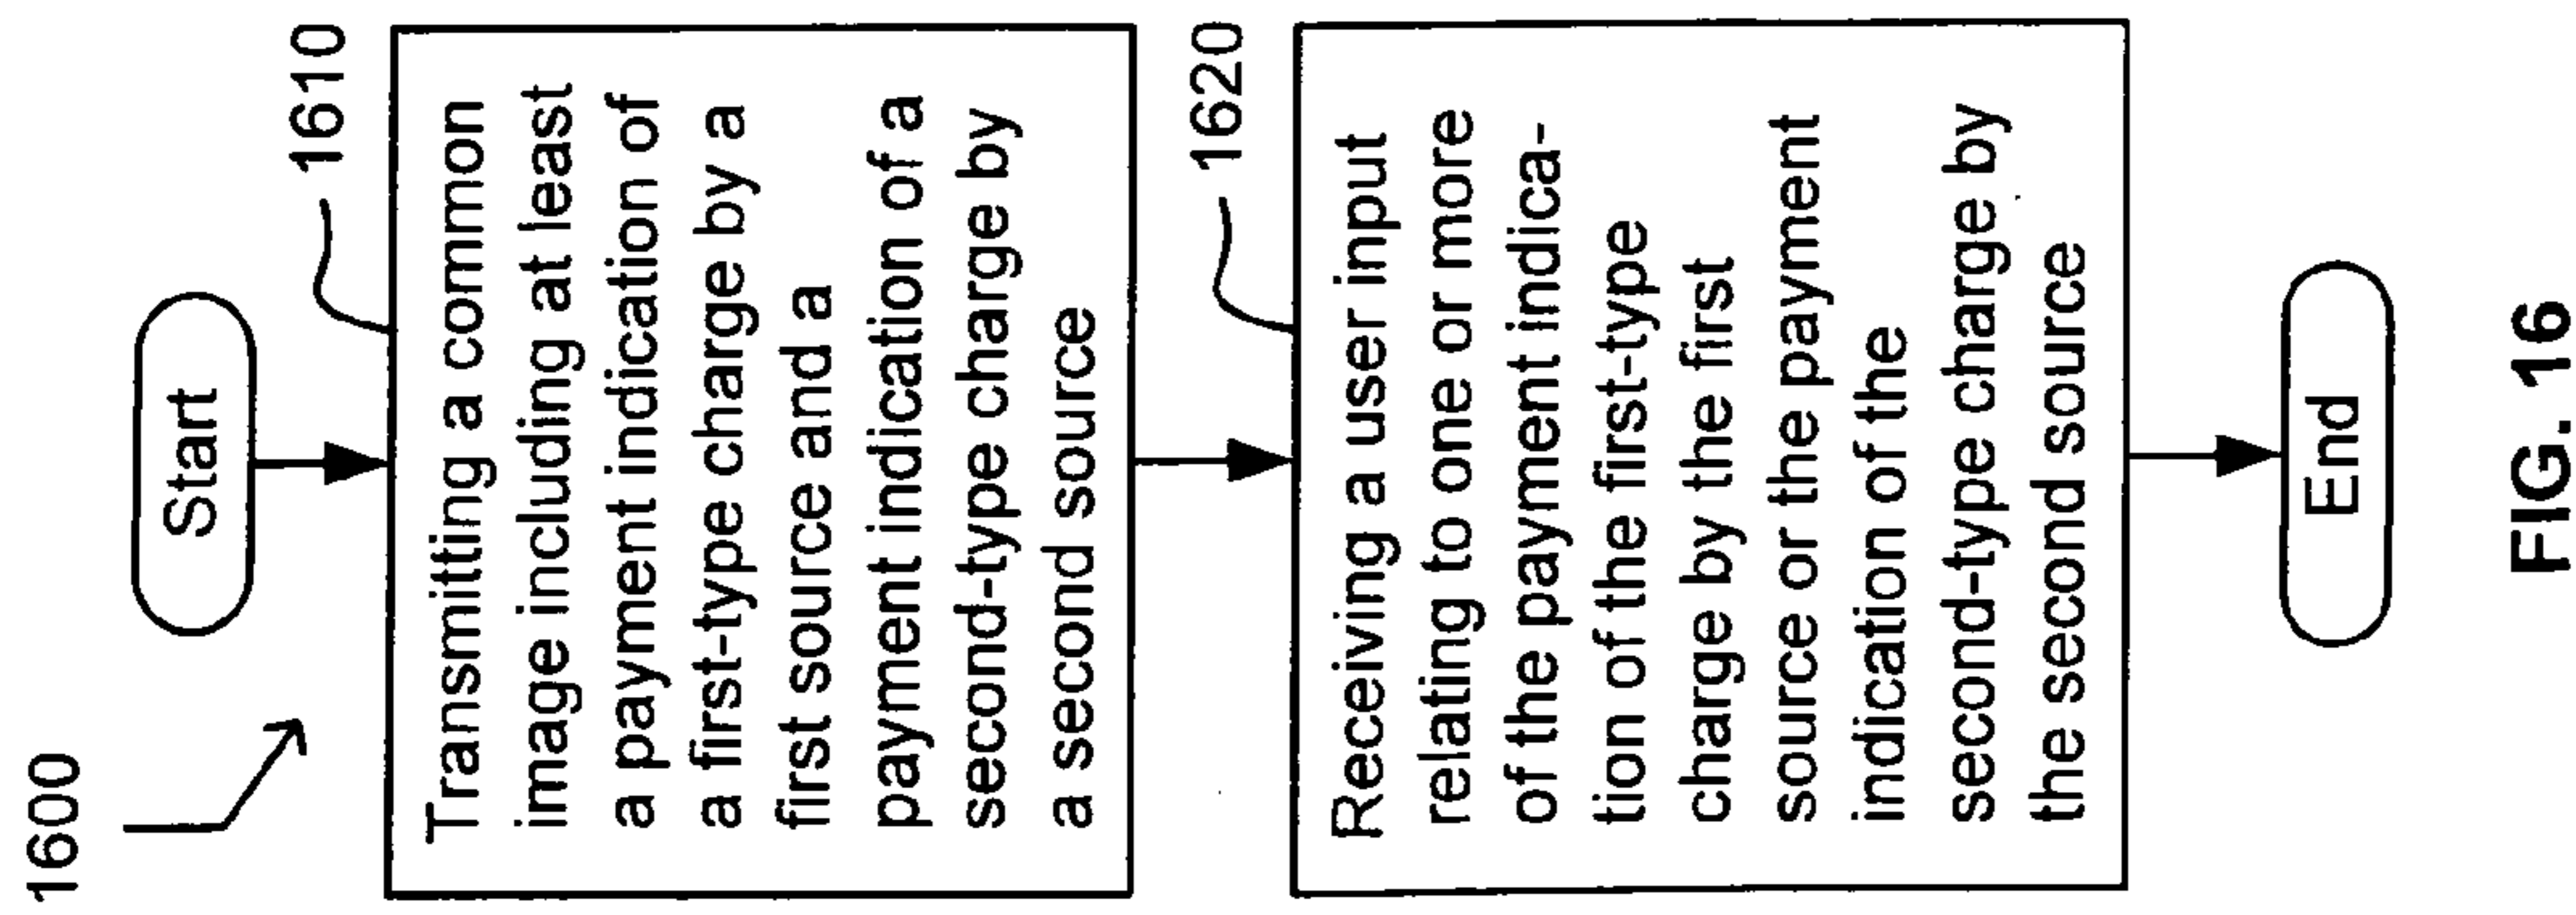 1600
Start
1610
Transmitting a common
image including at least
a payment indication of
a first-type charge by a
first source and a
payment indication of a
second-type charge by
a second source
1620
Receiving a user input
relating to one or more
of the payment indica-
tion of the first-type
charge by the first
source or the payment
indication of the
second-type charge by
the second source
End
FIG. 16